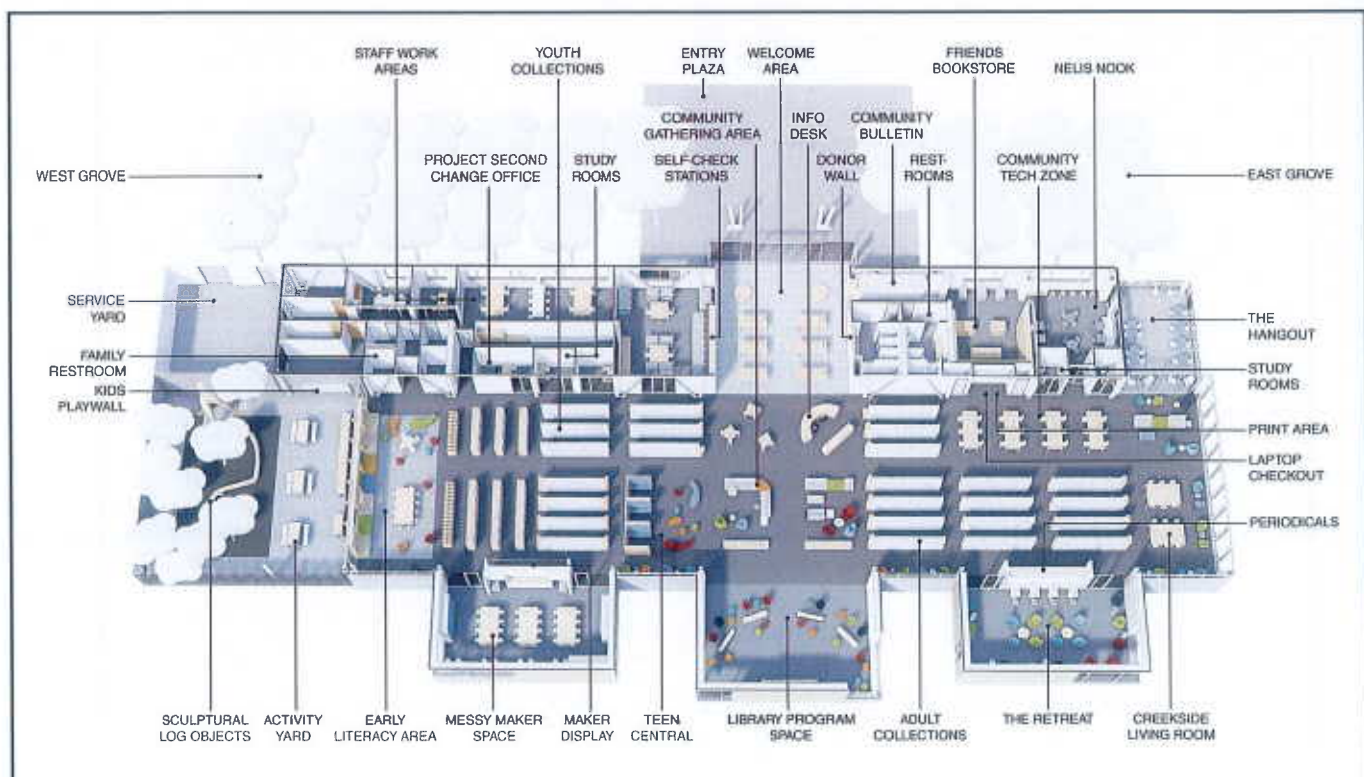 STAFF WORK
AREAS
YOUTH
COLLECTIONS
ENTRY
PLAZA
WELCOME
AREA
FRIENDS
BOOKSTORE
NELIS NOOK
COMMUNITY
GATHERING AREA
INFO
DESK
COMMUNITY
BULLETIN
WEST GROVE
PROJECT SECOND
CHANGE OFFICE
STUDY
ROOMS
SELF-CHECK
STATIONS
DONOR
WALL
REST-
ROOMS
COMMUNITY
TECH ZONE
EAST GROVE
SERVICE
YARD
THE
HANGOUT
FAMILY
RESTROOM
STUDY
ROOMS
KIDS
PLAYWALL
PRINT AREA
LAPTOP
CHECKOUT
PERIODICALS
SCULPTURAL
LOG OBJECTS
ACTIVITY
YARD
EARLY
LITERACY AREA
MESSY MAKER
SPACE
MAKER
DISPLAY
TEEN
CENTRAL
LIBRARY PROGRAM
SPACE
ADULT
COLLECTIONS
THE RETREAT
CREEKSIDE
LIVING ROOM